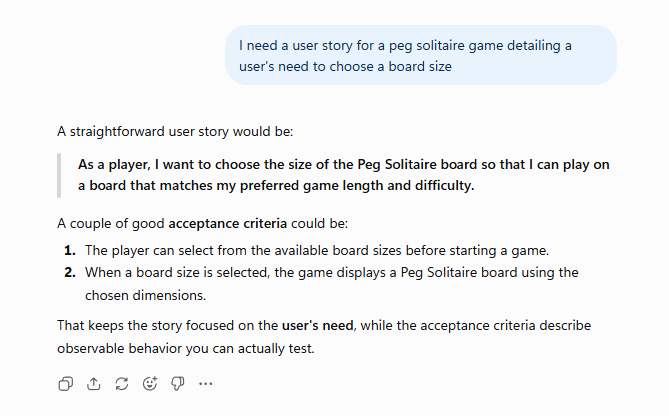 I need a user story for a peg solitaire game detailing a
user's need to choose a board size
A straightforward user story would be:
As a player, I want to choose the size of the Peg Solitaire board so that I can play on
a board that matches my preferred game length and difficulty.
A couple of good acceptance criteria could be:
1. The player can select from the available board sizes before starting a game.
2. When a board size is selected, the game displays a Peg Solitaire board using the
chosen dimensions.
That keeps the story focused on the user's need, while the acceptance criteria describe
observable behavior you can actually test.